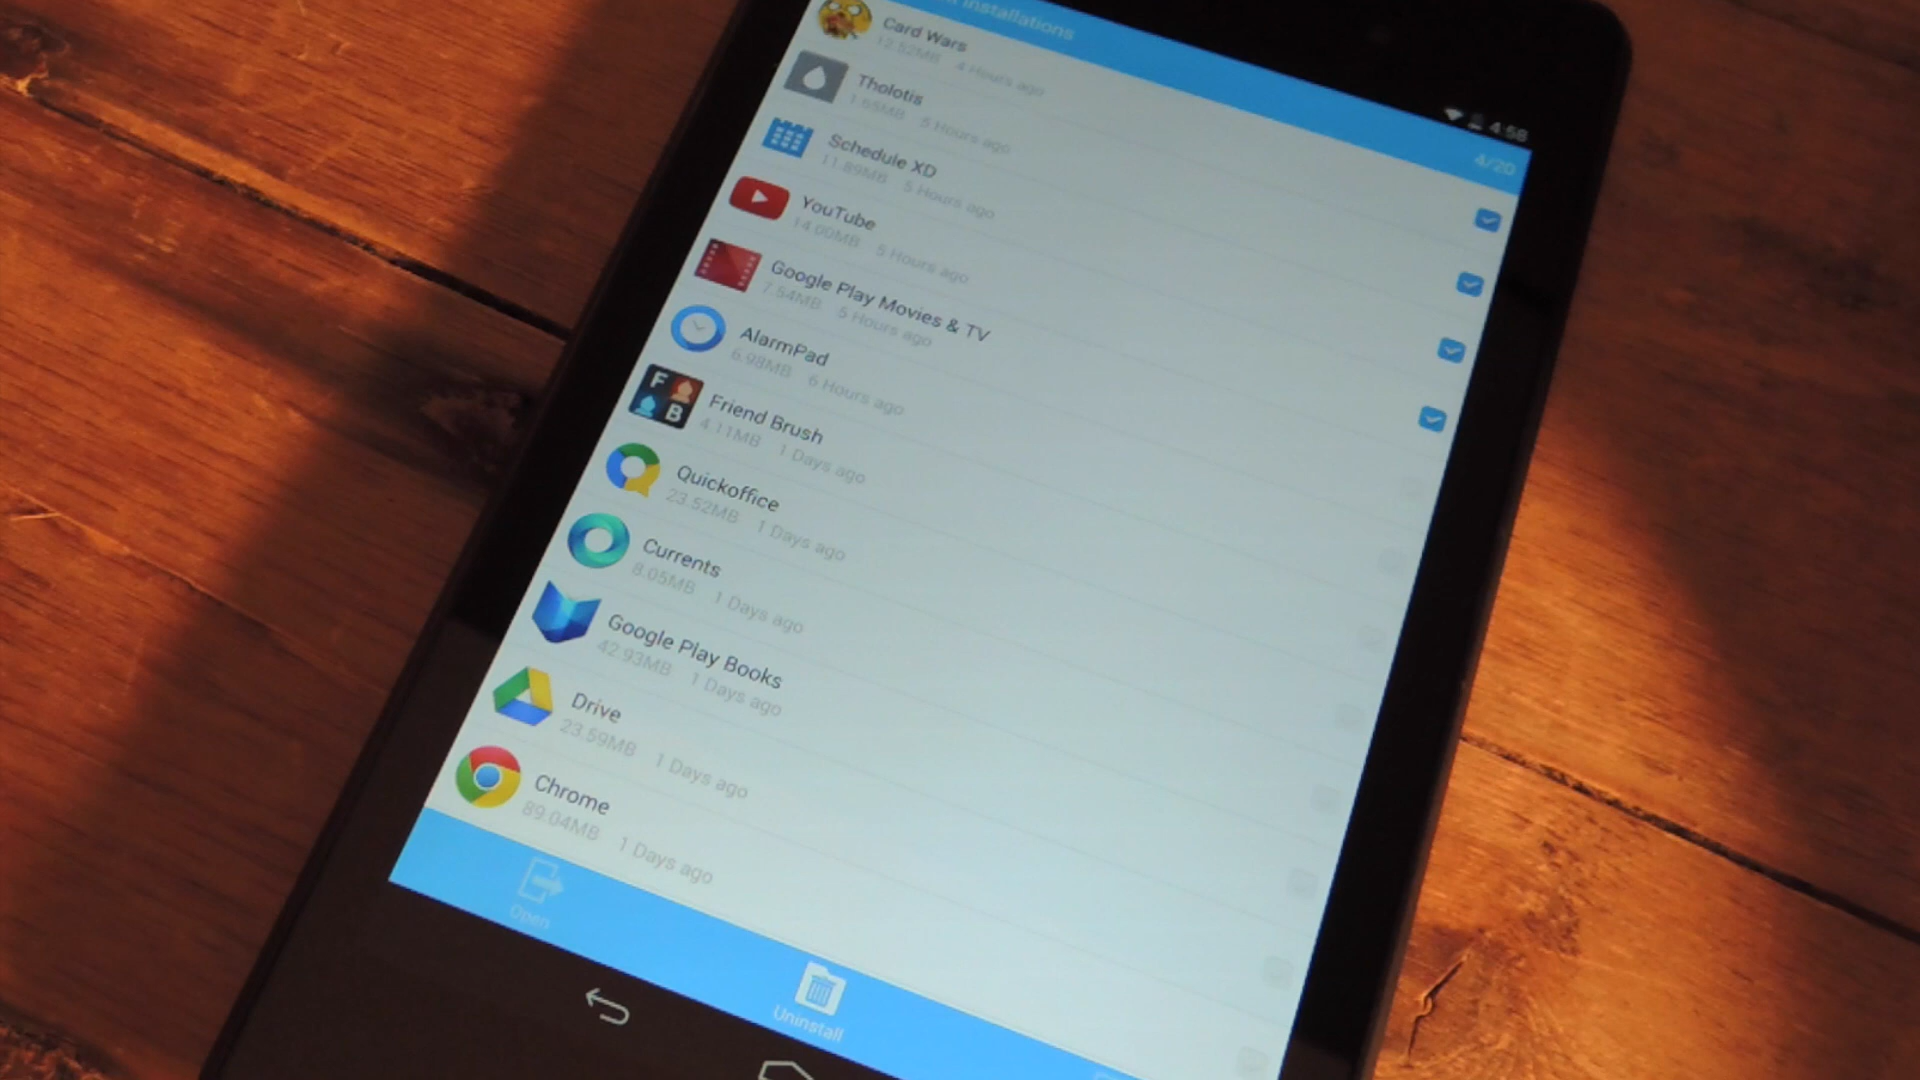 installations
4:58
4/20
Card Wars
12.52MB 4 Hours ago
Tholotis
1.55MB 5 Hours ago
Schedule XD
11.89MB 5 Hours ago
YouTube
14.00MB 5 Hours ago
Google Play Movies & TV
7.54MB 5 Hours ago
AlarmPad
6.98MB 6 Hours ago
F
B
Friend Brush
4.11MB 1 Days ago
Quickoffice
23.52MB 1 Days ago
Currents
8.05MB 1 Days ago
Google Play Books
42.93MB 1 Days ago
Drive
23.59MB 1 Days ago
Chrome
89.04MB 1 Days ago
Open
Uninstall